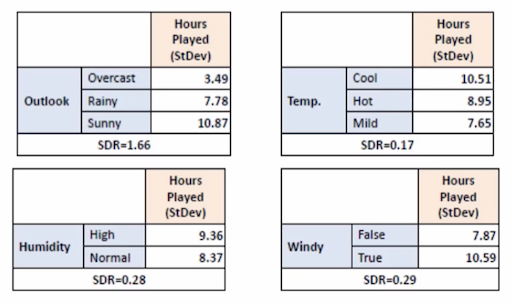 Hours
Played
(StDev)
Outlook
Overcast 3.49
Rainy 7.78
Sunny 10.87
SDR=1.66
Hours
Played
(StDev)
Temp.
Cool 10.51
Hot 8.95
Mild 7.65
SDR=0.17
Hours
Played
(StDev)
Humidity
High 9.36
Normal 8.37
SDR=0.28
Hours
Played
(StDev)
Windy
False 7.87
True 10.59
SDR=0.29